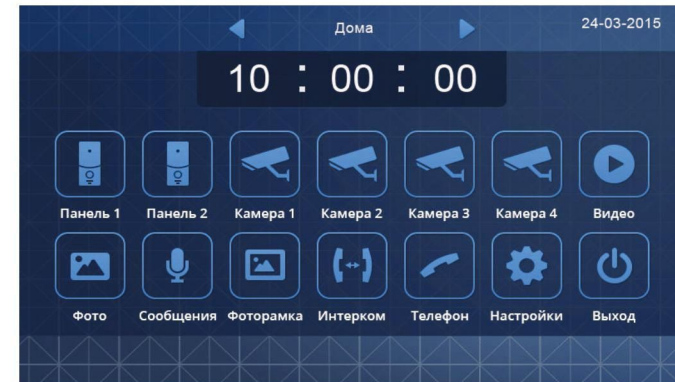 Дома
24-03-2015
10 : 00 : 00
Панель 1 Панель 2 Камера 1 Камера 2 Камера 3 Камера 4 Видео
Фото Сообщения Фоторамка Интерком Телефон Настройки Выход